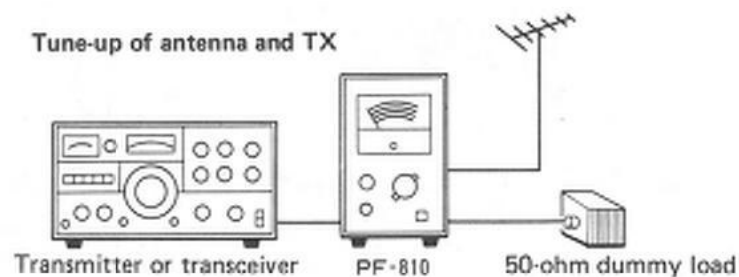 Tune-up of antenna and TX
Transmitter or transceiver PF-810 50-ohm dummy load